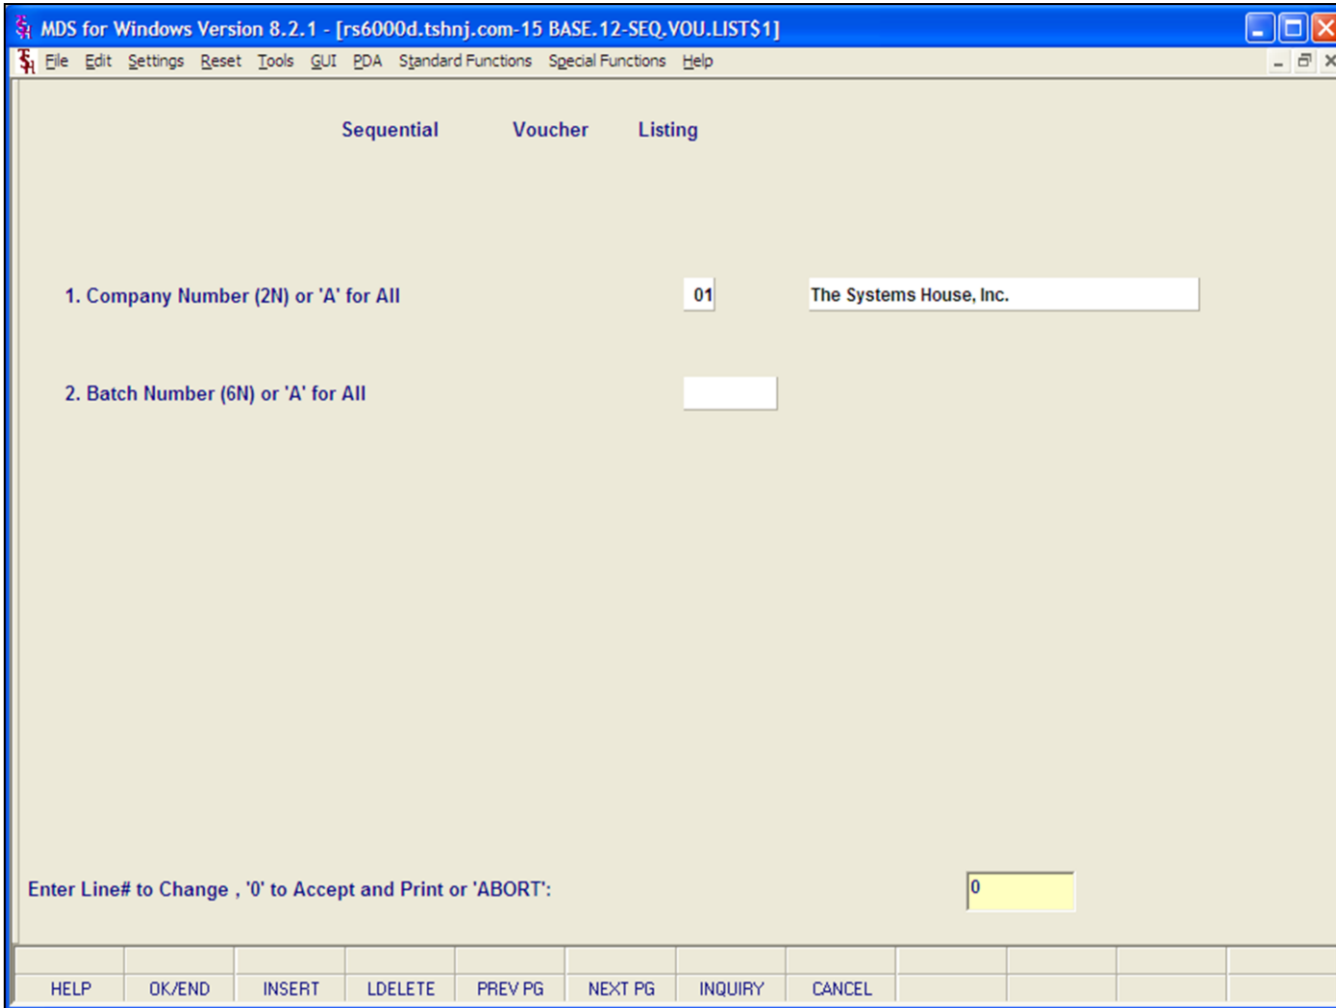 MDS for Windows Version 8.2.1 - [rs6000d.tshnj.com-15 BASE.12-SEQ.VOU.LIST$1]
File Edit Settings Reset Tools GUI PDA Standard Functions Special Functions Help
Sequential Voucher Listing
1. Company Number (2N) or 'A' for All 01 The Systems House, Inc.
2. Batch Number (6N) or 'A' for All
Enter Line# to Change , '0' to Accept and Print or 'ABORT': 0
HELP OK/END INSERT LDELETE PREV PG NEXT PG INQUIRY CANCEL